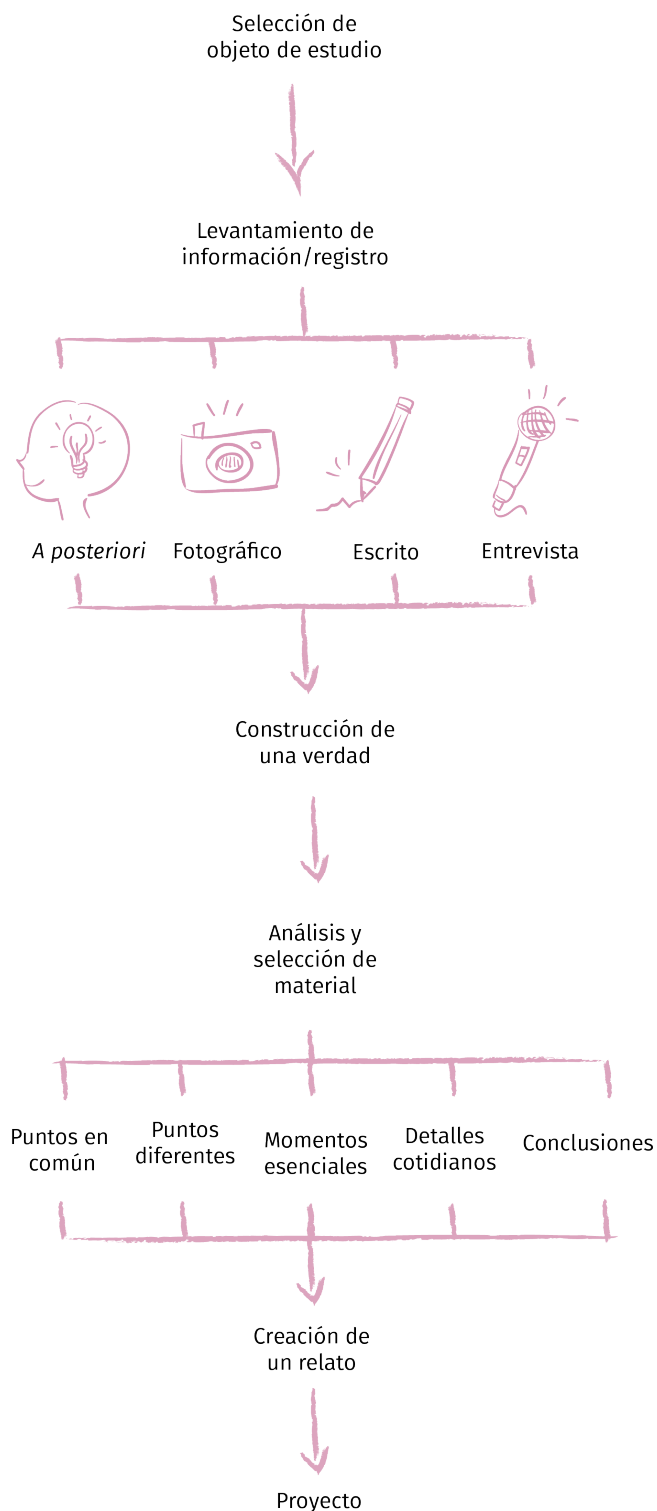 Selección de
objeto de estudio
Levantamiento de
información/registro
A posteriori
Fotográfico
Escrito
Entrevista
Construcción de
una verdad
Análisis y
selección de
material
Puntos en
común
Puntos
diferentes
Momentos
esenciales
Detalles
cotidianos
Conclusiones
Creación de
un relato
Proyecto